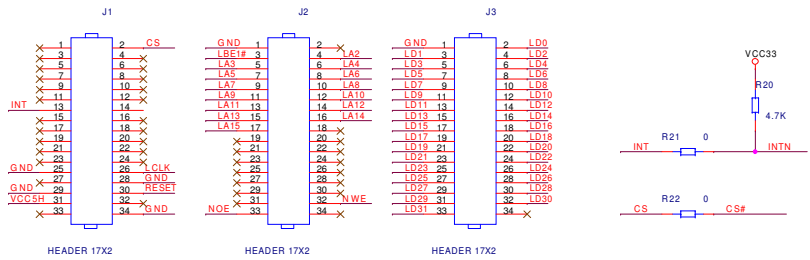 J1
1 2 CS
3 4
5 6
7 8
9 10
11 12
INT 13 14
15 16
17 18
19 20
21 22
23 24
GND 25 26 LCLK
27 28 GND
GND 29 30 RESET
VCC5H 31 32
33 34 GND
HEADER 17X2
J2
GND 1 2
LBE1# 3 4 LA2
LA3 5 6 LA4
LA5 7 8 LA6
LA7 9 10 LA8
LA9 11 12 LA10
LA11 13 14 LA12
LA13 15 16 LA14
LA15 17 18
19 20
21 22
23 24
25 26
27 28
29 30
31 32 NWE
NOE 33 34
HEADER 17X2
J3
GND 1 2 LD0
LD1 3 4 LD2
LD3 5 6 LD4
LD5 7 8 LD6
LD7 9 10 LD8
LD9 11 12 LD10
LD11 13 14 LD12
LD13 15 16 LD14
LD15 17 18 LD16
LD17 19 20 LD18
LD19 21 22 LD20
LD21 23 24 LD22
LD23 25 26 LD24
LD25 27 28 LD26
LD27 29 30 LD28
LD29 31 32 LD30
LD31 33 34
HEADER 17X2
VCC33
R20
4.7K
R21 0
INT INTN
R22 0
CS CS#